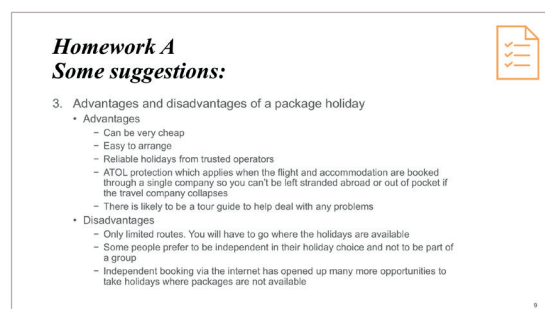 Homework A
Some suggestions:
3. Advantages and disadvantages of a package holiday
• Advantages
− Can be very cheap
− Easy to arrange
− Reliable holidays from trusted operators
− ATOL protection which applies when the flight and accommodation are booked
through a single company so you can't be left stranded abroad or out of pocket if
the travel company collapses
− There is likely to be a tour guide to help deal with any problems
• Disadvantages
− Only limited routes. You will have to go where the holidays are available
− Some people prefer to be independent in their holiday choice and not to be part of
a group
− Independent booking via the internet has opened up many more opportunities to
take holidays where packages are not available
9